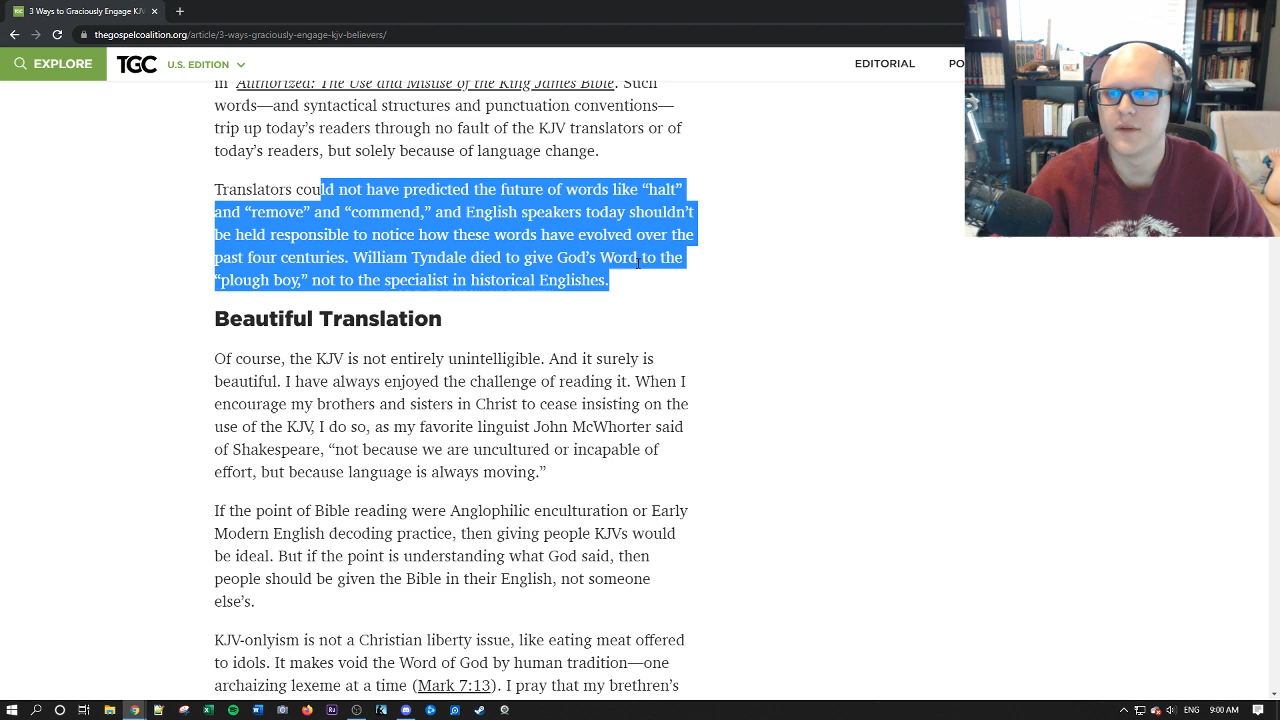 3 Ways to Graciously Engage KJV
thegospelcoalition.org/article/3-ways-graciously-engage-kjv-believers/
EXPLORE
TGC
U.S. EDITION
EDITORIAL
PO
in Authorized: The Use and Misuse of the King James Bible. Such
words—and syntactical structures and punctuation conventions—
trip up today’s readers through no fault of the KJV translators or of
today’s readers, but solely because of language change.
Translators could not have predicted the future of words like “halt”
and “remove” and “commend,” and English speakers today shouldn’t
be held responsible to notice how these words have evolved over the
past four centuries. William Tyndale died to give God’s Word to the
“plough boy,” not to the specialist in historical Englishes.
Beautiful Translation
Of course, the KJV is not entirely unintelligible. And it surely is
beautiful. I have always enjoyed the challenge of reading it. When I
encourage my brothers and sisters in Christ to cease insisting on the
use of the KJV, I do so, as my favorite linguist John McWhorter said
of Shakespeare, “not because we are uncultured or incapable of
effort, but because language is always moving.”
If the point of Bible reading were Anglophilic enculturation or Early
Modern English decoding practice, then giving people KJVs would
be ideal. But if the point is understanding what God said, then
people should be given the Bible in their English, not someone
else’s.
KJV-onlyism is not a Christian liberty issue, like eating meat offered
to idols. It makes void the Word of God by human tradition—one
archaizing lexeme at a time (Mark 7:13). I pray that my brethren’s
9:00 AM